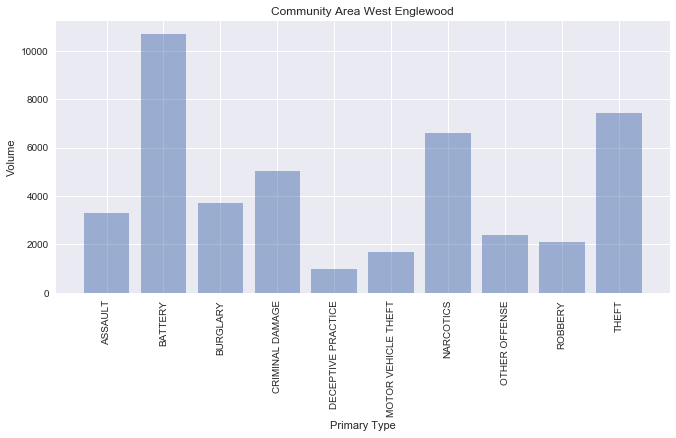 Community Area West Englewood
10000
8000
6000
4000
2000
0
Volume
ASSAULT
BATTERY
BURGLARY
CRIMINAL DAMAGE
DECEPTIVE PRACTICE
MOTOR VEHICLE THEFT
NARCOTICS
OTHER OFFENSE
ROBBERY
THEFT
Primary Type